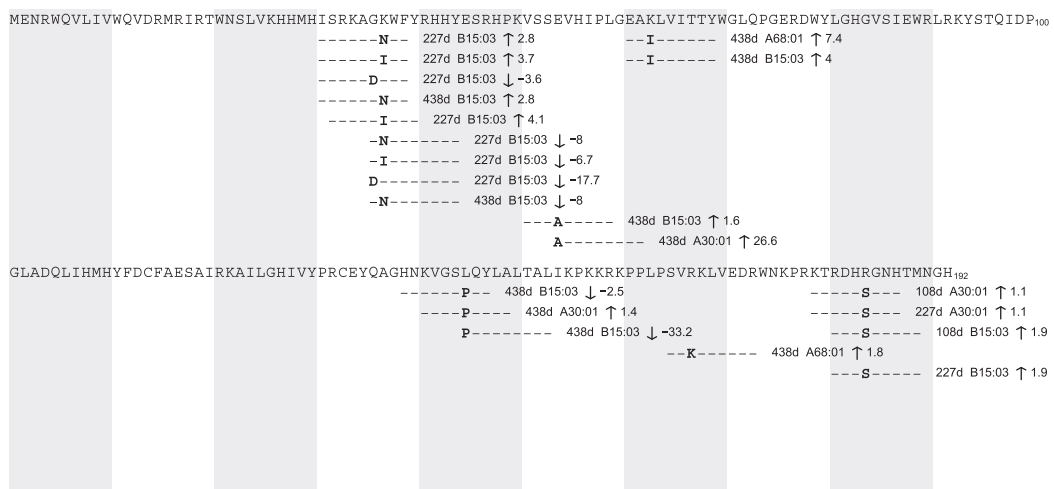 MENRWQVLIVWQVDRMRIRTWNSLVKHHMHISRKAGKWFYRHHYESRHPKVSSEVHIPLGEAKLVITTYWGLQPGERDWYLGHGVSIEWRLRKYSTQIDP100
------N-- 227d B15:03 ↑ 2.8 --I------ 438d A68:01 ↑ 7.4
------I-- 227d B15:03 ↑ 3.7 --I------ 438d B15:03 ↑ 4
-----D--- 227d B15:03 ↓ -3.6
------N-- 438d B15:03 ↑ 2.8
-----I--- 227d B15:03 ↑ 4.1
-N------- 227d B15:03 ↓ -8
-I------- 227d B15:03 ↓ -6.7
D-------- 227d B15:03 ↓ -17.7
-N------- 438d B15:03 ↓ -8
---A----- 438d B15:03 ↑ 1.6
A-------- 438d A30:01 ↑ 26.6
GLADQLIHMHYFDCFAESAIRKAILGHIVYPRCEYQAGHNKVGSLQYLALTALIKPKKRKPPLPSVRKLVEDRWNKPRKTRDHRGNHTMNGH192
------P-- 438d B15:03 ↓ -2.5 -----S--- 108d A30:01 ↑ 1.1
----P---- 438d A30:01 ↑ 1.4 -----S--- 227d A30:01 ↑ 1.1
P-------- 438d B15:03 ↓ -33.2 ---S----- 108d B15:03 ↑ 1.9
--K------ 438d A68:01 ↑ 1.8
---S----- 227d B15:03 ↑ 1.9